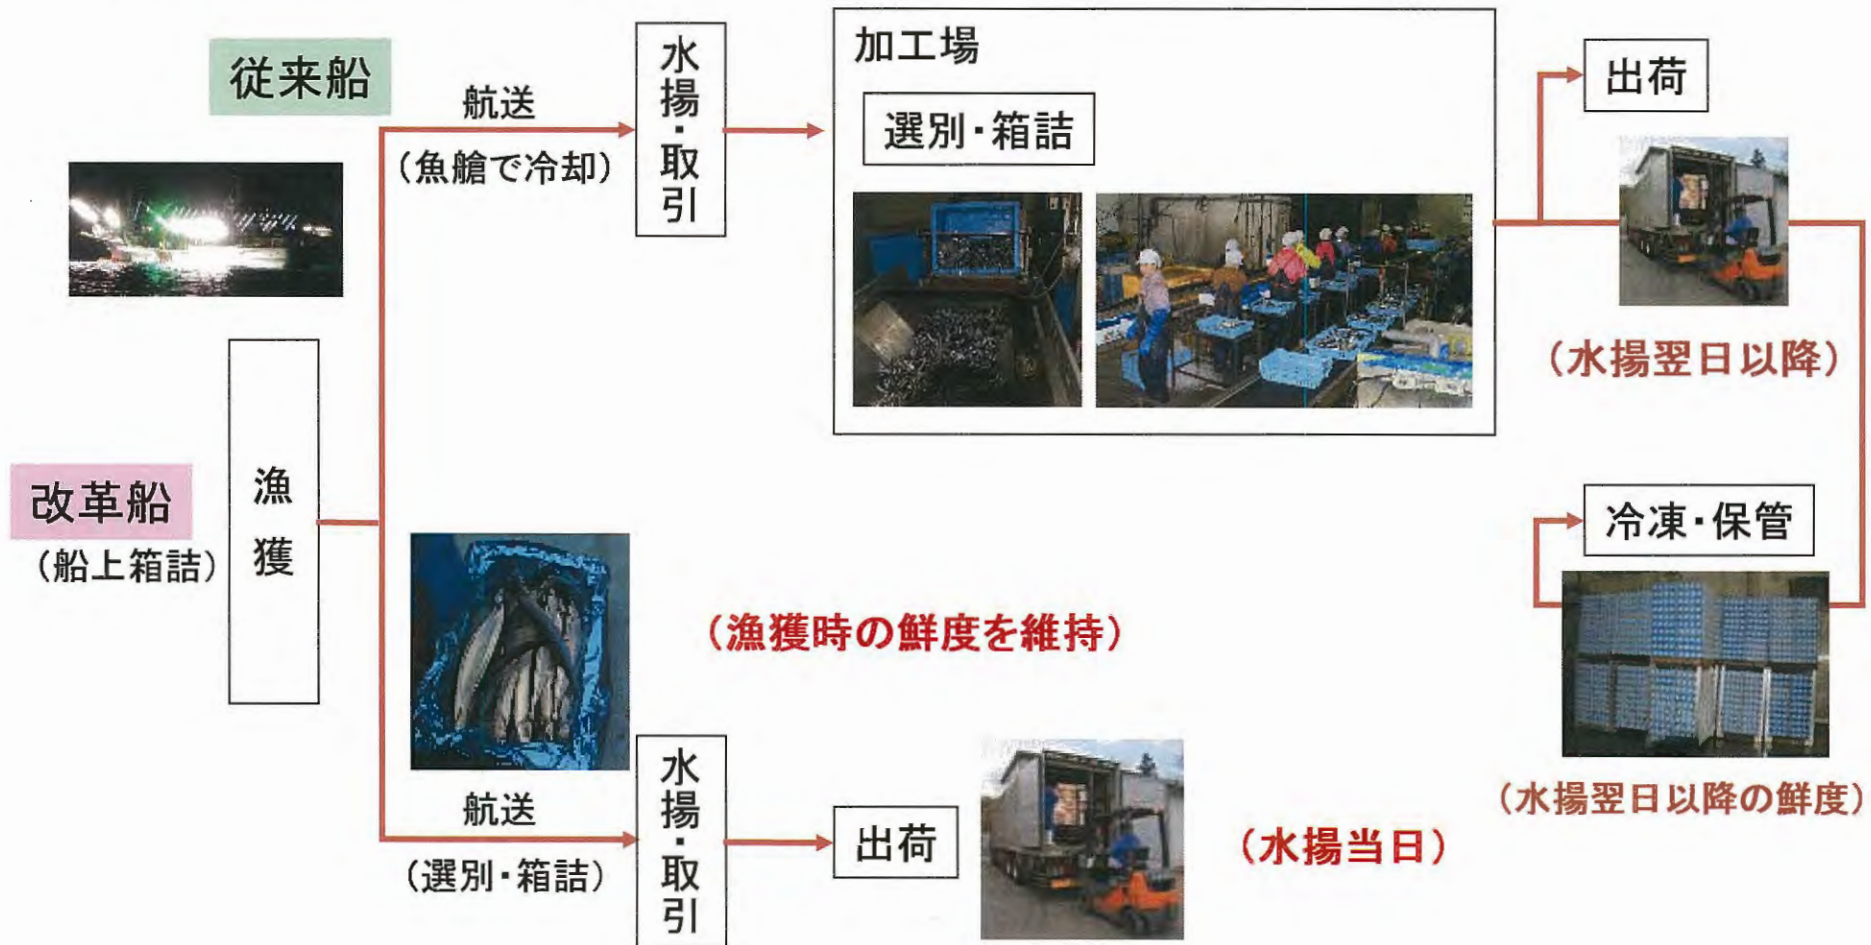 従来船
航送
(魚艙で冷却)
水揚・取引
加工場
選別・箱詰
出荷
(水揚翌日以降)
改革船
(船上箱詰)
漁獲
(漁獲時の鮮度を維持)
冷凍・保管
(水揚翌日以降の鮮度)
航送
(選別・箱詰)
水揚・取引
出荷
(水揚当日)